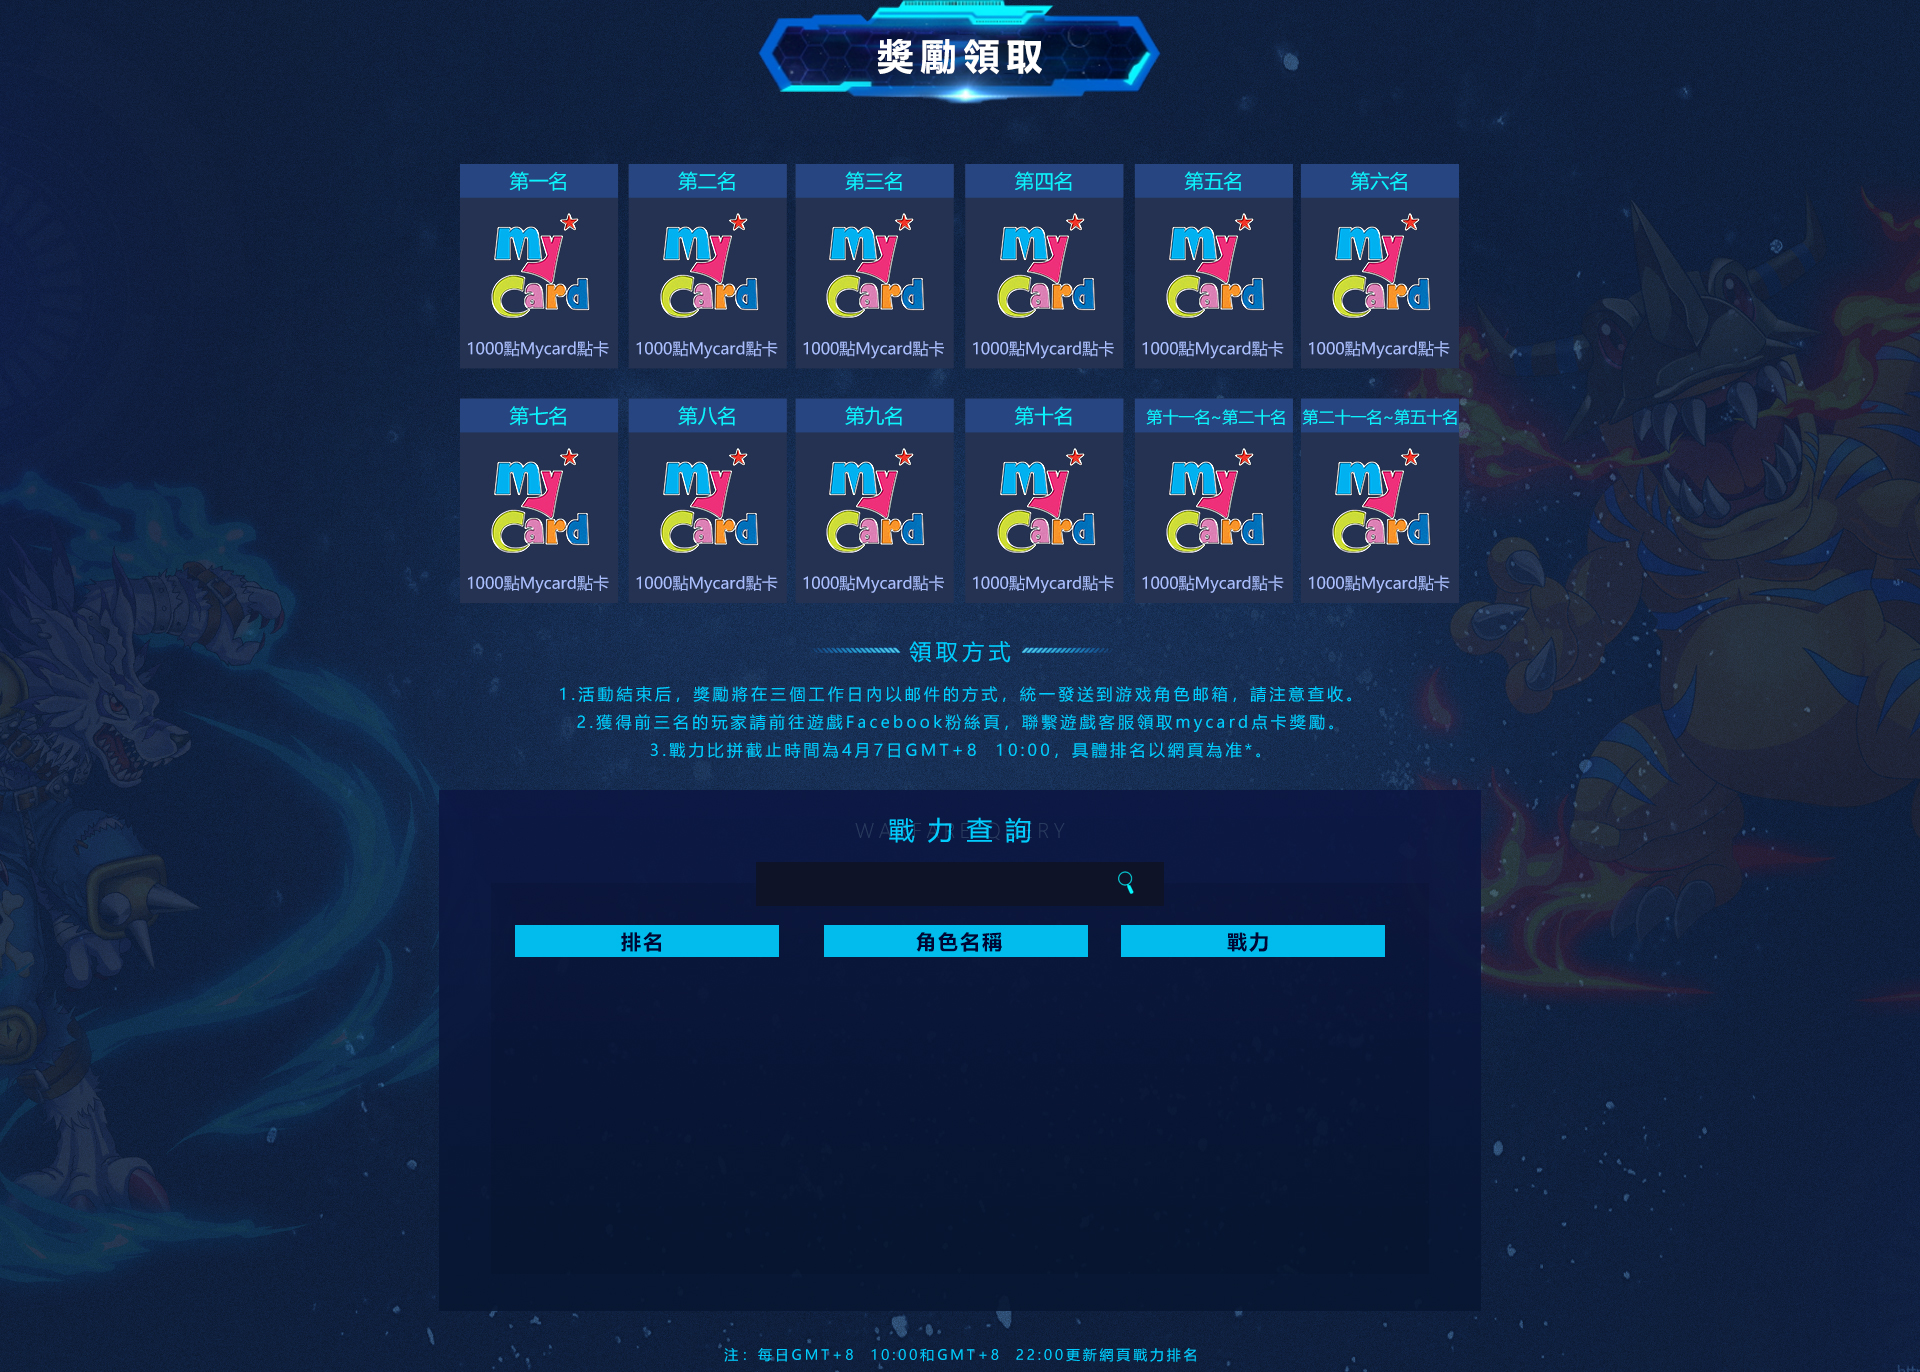 獎勵領取
第一名 第二名 第三名 第四名 第五名 第六名
my Card my Card my Card my Card my Card my Card
1000點Mycard點卡 1000點Mycard點卡 1000點Mycard點卡 1000點Mycard點卡 1000點Mycard點卡 1000點Mycard點卡
第七名 第八名 第九名 第十名 第十一名~第二十名 第二十一名~第五十名
my Card my Card my Card my Card my Card my Card
1000點Mycard點卡 1000點Mycard點卡 1000點Mycard點卡 1000點Mycard點卡 1000點Mycard點卡 1000點Mycard點卡
領取方式
1.活動結束后，獎勵將在三個工作日內以邮件的方式，統一發送到游戏角色邮箱，請注意查收。
2.獲得前三名的玩家請前往遊戲Facebook粉絲頁，聯繫遊戲客服領取mycard点卡獎勵。
3.戰力比拼截止時間為4月7日GMT+8 10:00，具體排名以網頁為准*。
戰力查詢
排名 角色名稱 戰力
注：每日GMT+8 10:00和GMT+8 22:00更新網頁戰力排名